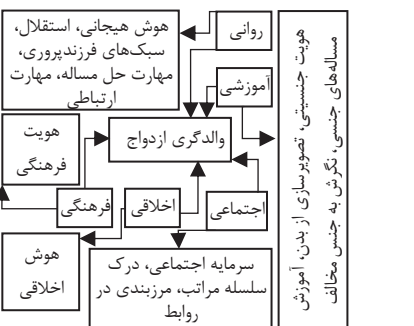 هوش هیجانی، استقلال،
سبک‌های فرزندپروری،
مهارت حل مساله، مهارت
ارتباطی
روانی
آموزشی
هویت جنسیتی، تصویرسازی از بدن، آموزش
مساله‌های جنسی، نگرش به جنس مخالف
هویت
فرهنگی
والدگری ازدواج
فرهنگی
اخلاقی
اجتماعی
هوش
اخلاقی
سرمایه اجتماعی، درک
سلسله مراتب، مرزبندی در
روابط